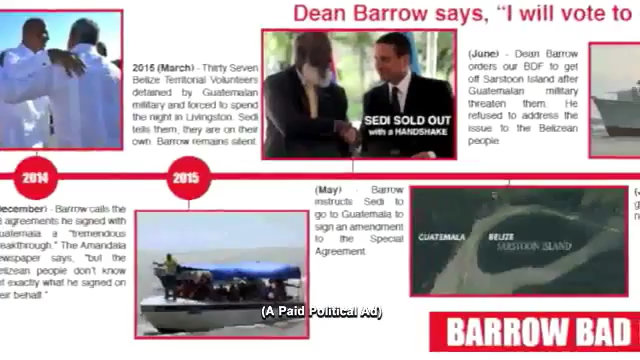 Dean Barrow says, "I will vote to
2015 (March) - Thirty Seven
Belize Territorial Volunteers
detained by Guatemalan
military and forced to spend
the night in Livingston. Sedi
tells them, they are on their
own. Barrow remains silent.
SEDI SOLD OUT
with a HANDSHAKE
(June) - Dean Barrow
orders our BDF to get
off Sarstoon Island after
Guatemalan military
threaten them. He
refused to address the
issue to the Belizean
people.
2014
2015
December) - Barrow calls the
agreements he signed with
uatemala a "tremendous
reakthrough." The Amandala
ewspaper says, "but the
elizean people don't know
t exactly what he signed on
eir behalf."
(May) - Barrow
instructs Sedi to
go to Guatemala to
sign an amendment
to the Special
Agreement.
GUATEMALA
BELIZE
SARSTOON ISLAND
(A Paid Political Ad)
BARROW BAD